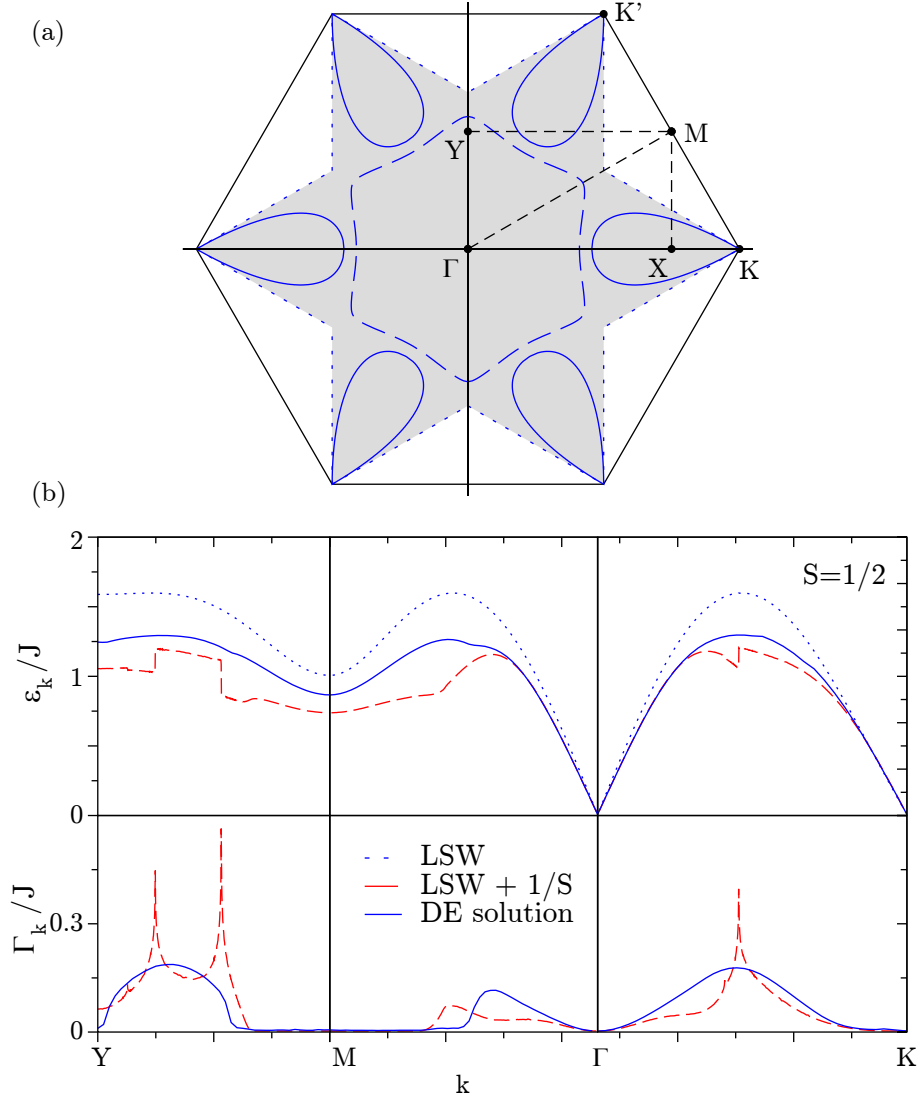 (a)
K'
M
Y
Γ
X
K
(b)
2
S=1/2
ε_k/J
1
0
LSW
LSW + 1/S
DE solution
Γ_k/J
0.3
0
Y
M
Γ
K
k